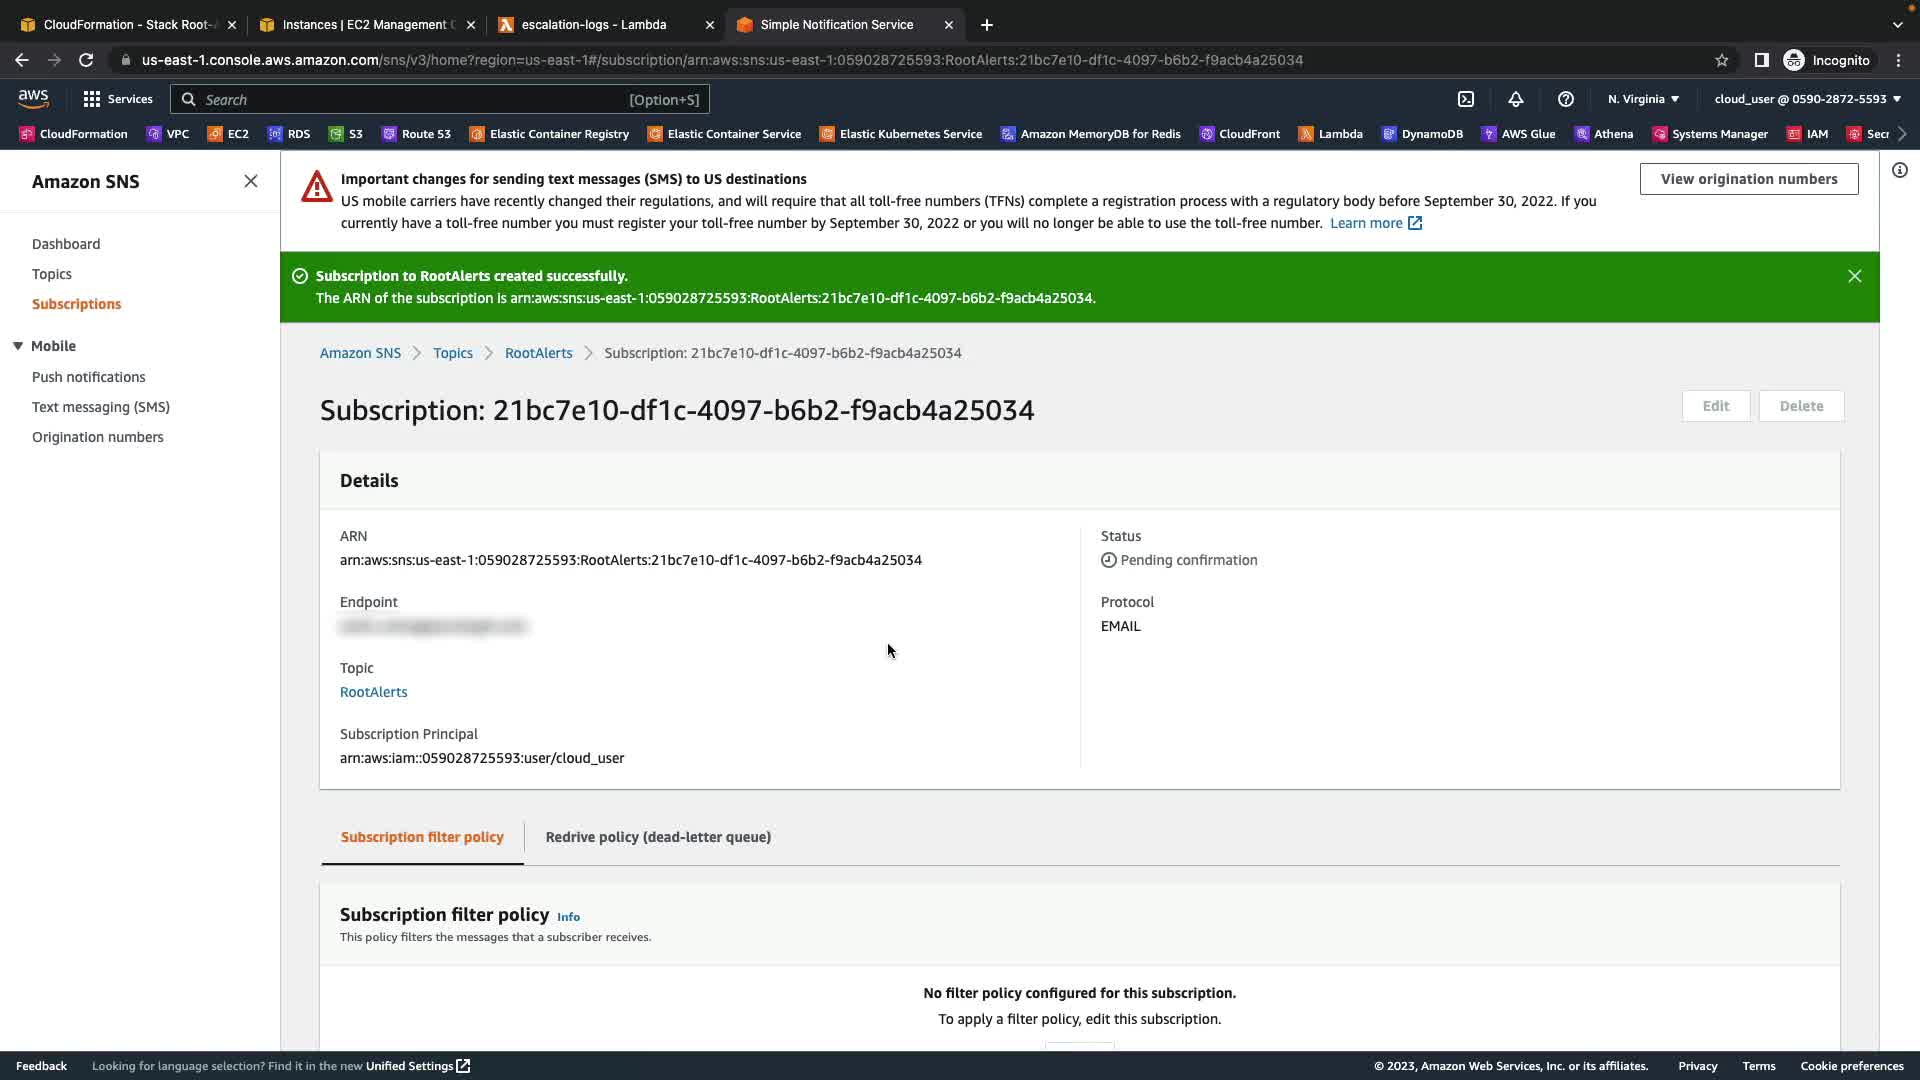 CloudFormation - Stack Root-
Instances | EC2 Management C
escalation-logs - Lambda
Simple Notification Service
us-east-1.console.aws.amazon.com/sns/v3/home?region=us-east-1#/subscription/arn:aws:sns:us-east-1:059028725593:RootAlerts:21bc7e10-df1c-4097-b6b2-f9acb4a25034
Incognito
aws
Services
Search
[Option+S]
N. Virginia
cloud_user @ 0590-2872-5593
CloudFormation
VPC
EC2
RDS
S3
Route 53
Elastic Container Registry
Elastic Container Service
Elastic Kubernetes Service
Amazon MemoryDB for Redis
CloudFront
Lambda
DynamoDB
AWS Glue
Athena
Systems Manager
IAM
Secr
Amazon SNS
Dashboard
Topics
Subscriptions
Mobile
Push notifications
Text messaging (SMS)
Origination numbers
Important changes for sending text messages (SMS) to US destinations
US mobile carriers have recently changed their regulations, and will require that all toll-free numbers (TFNs) complete a registration process with a regulatory body before September 30, 2022. If you
currently have a toll-free number you must register your toll-free number by September 30, 2022 or you will no longer be able to use the toll-free number. Learn more
View origination numbers
Subscription to RootAlerts created successfully.
The ARN of the subscription is arn:aws:sns:us-east-1:059028725593:RootAlerts:21bc7e10-df1c-4097-b6b2-f9acb4a25034.
Amazon SNS
Topics
RootAlerts
Subscription: 21bc7e10-df1c-4097-b6b2-f9acb4a25034
Subscription: 21bc7e10-df1c-4097-b6b2-f9acb4a25034
Edit
Delete
Details
ARN
arn:aws:sns:us-east-1:059028725593:RootAlerts:21bc7e10-df1c-4097-b6b2-f9acb4a25034
Endpoint
Topic
RootAlerts
Subscription Principal
arn:aws:iam::059028725593:user/cloud_user
Status
Pending confirmation
Protocol
EMAIL
Subscription filter policy
Redrive policy (dead-letter queue)
Subscription filter policy Info
This policy filters the messages that a subscriber receives.
No filter policy configured for this subscription.
To apply a filter policy, edit this subscription.
Feedback
Looking for language selection? Find it in the new Unified Settings
© 2023, Amazon Web Services, Inc. or its affiliates.
Privacy
Terms
Cookie preferences